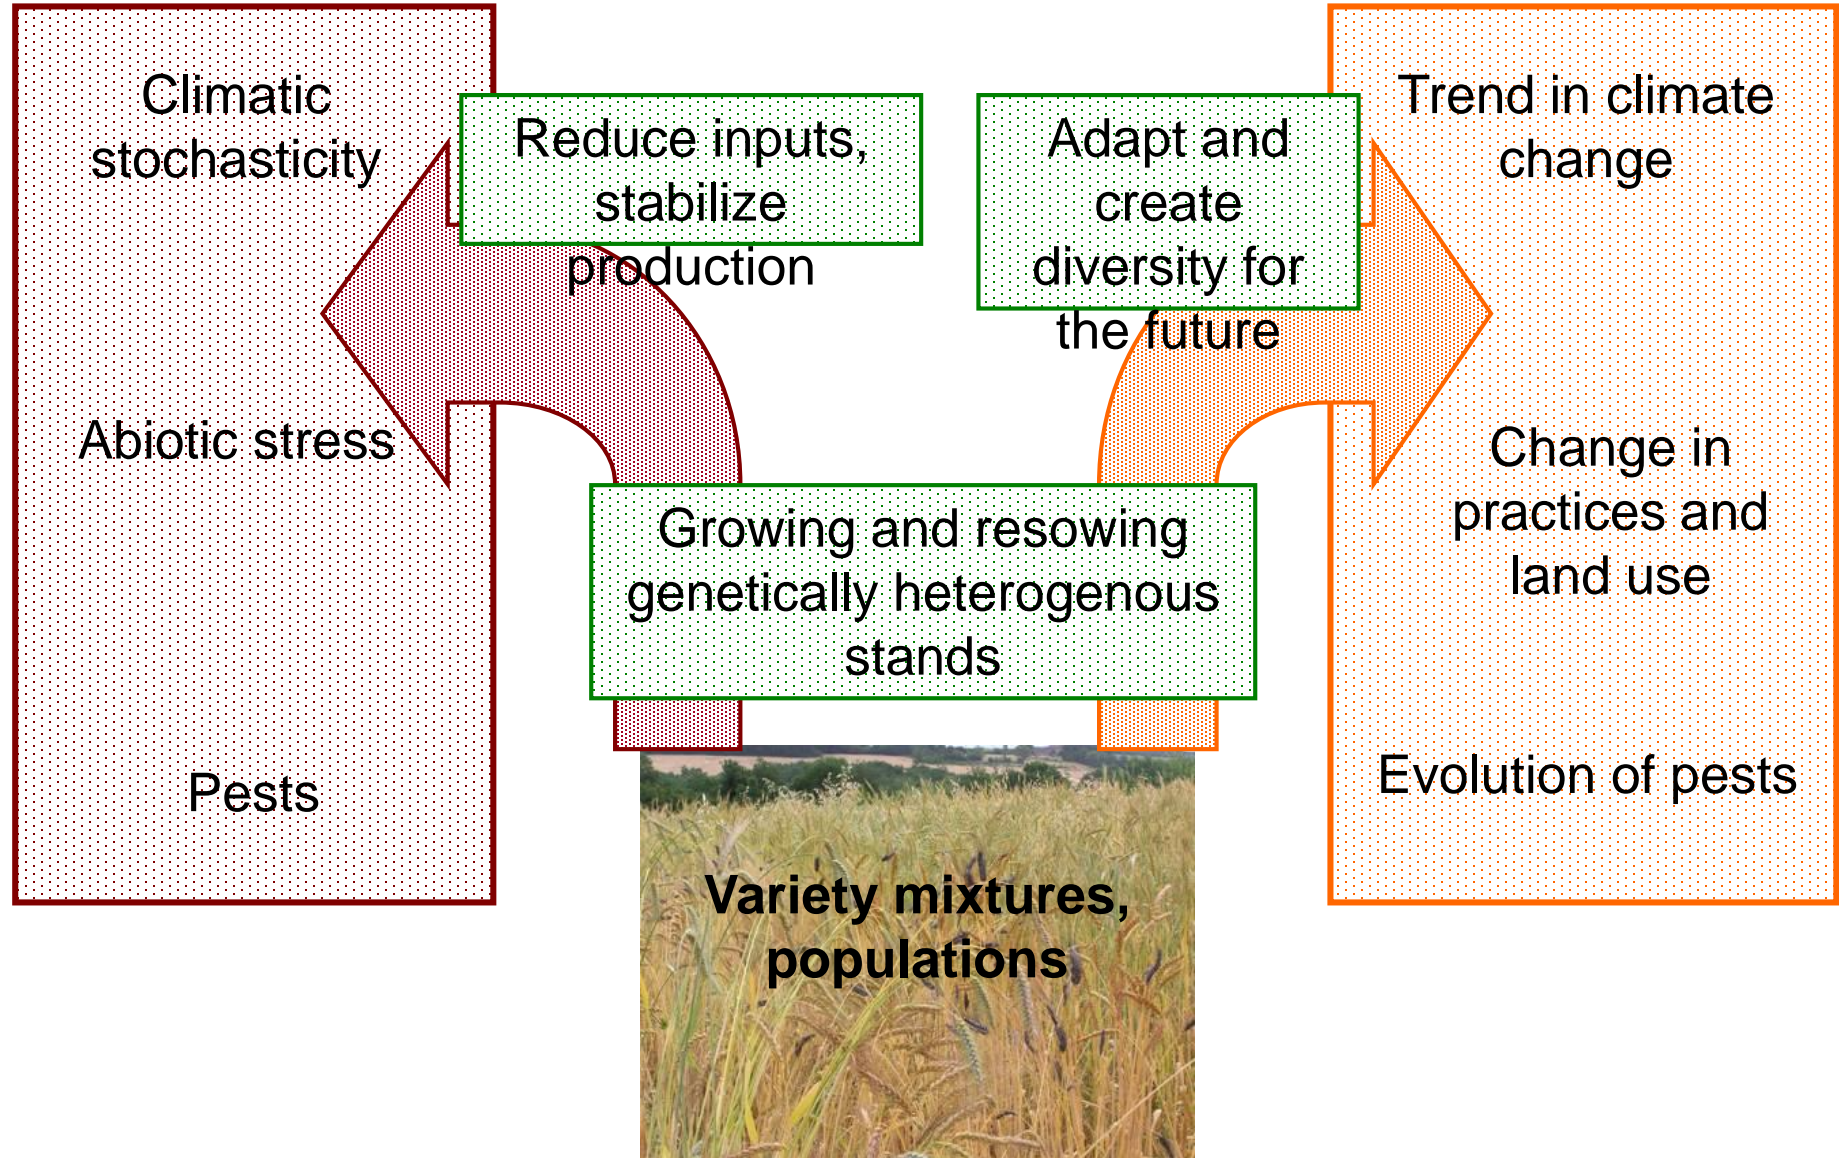 Climatic
stochasticity
Abiotic stress
Pests
Reduce inputs,
stabilize
production
Adapt and
create
diversity for
the future
Trend in climate
change
Change in
practices and
land use
Evolution of pests
Growing and resowing
genetically heterogenous
stands
Variety mixtures,
populations